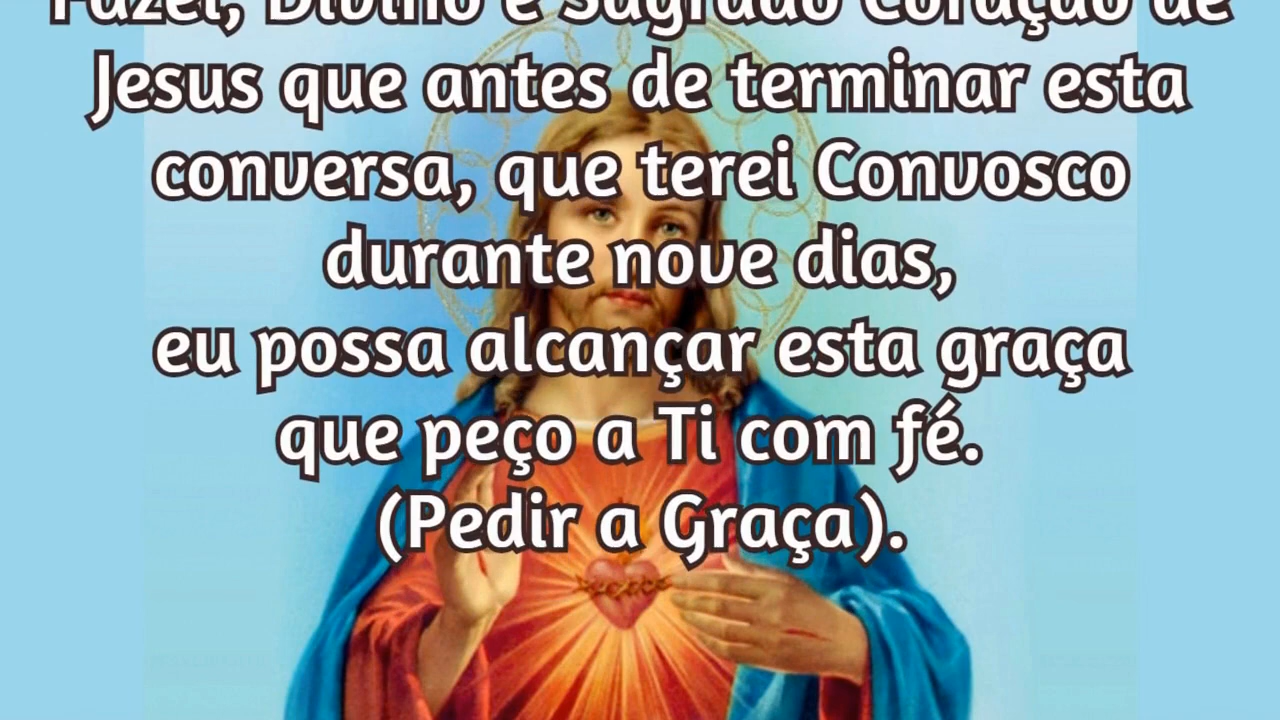 Fazei, Divino e Sagrado Coração de
Jesus que antes de terminar esta
conversa, que terei Convosco
durante nove dias,
eu possa alcançar esta graça
que peço a Ti com fé.
(Pedir a Graça).